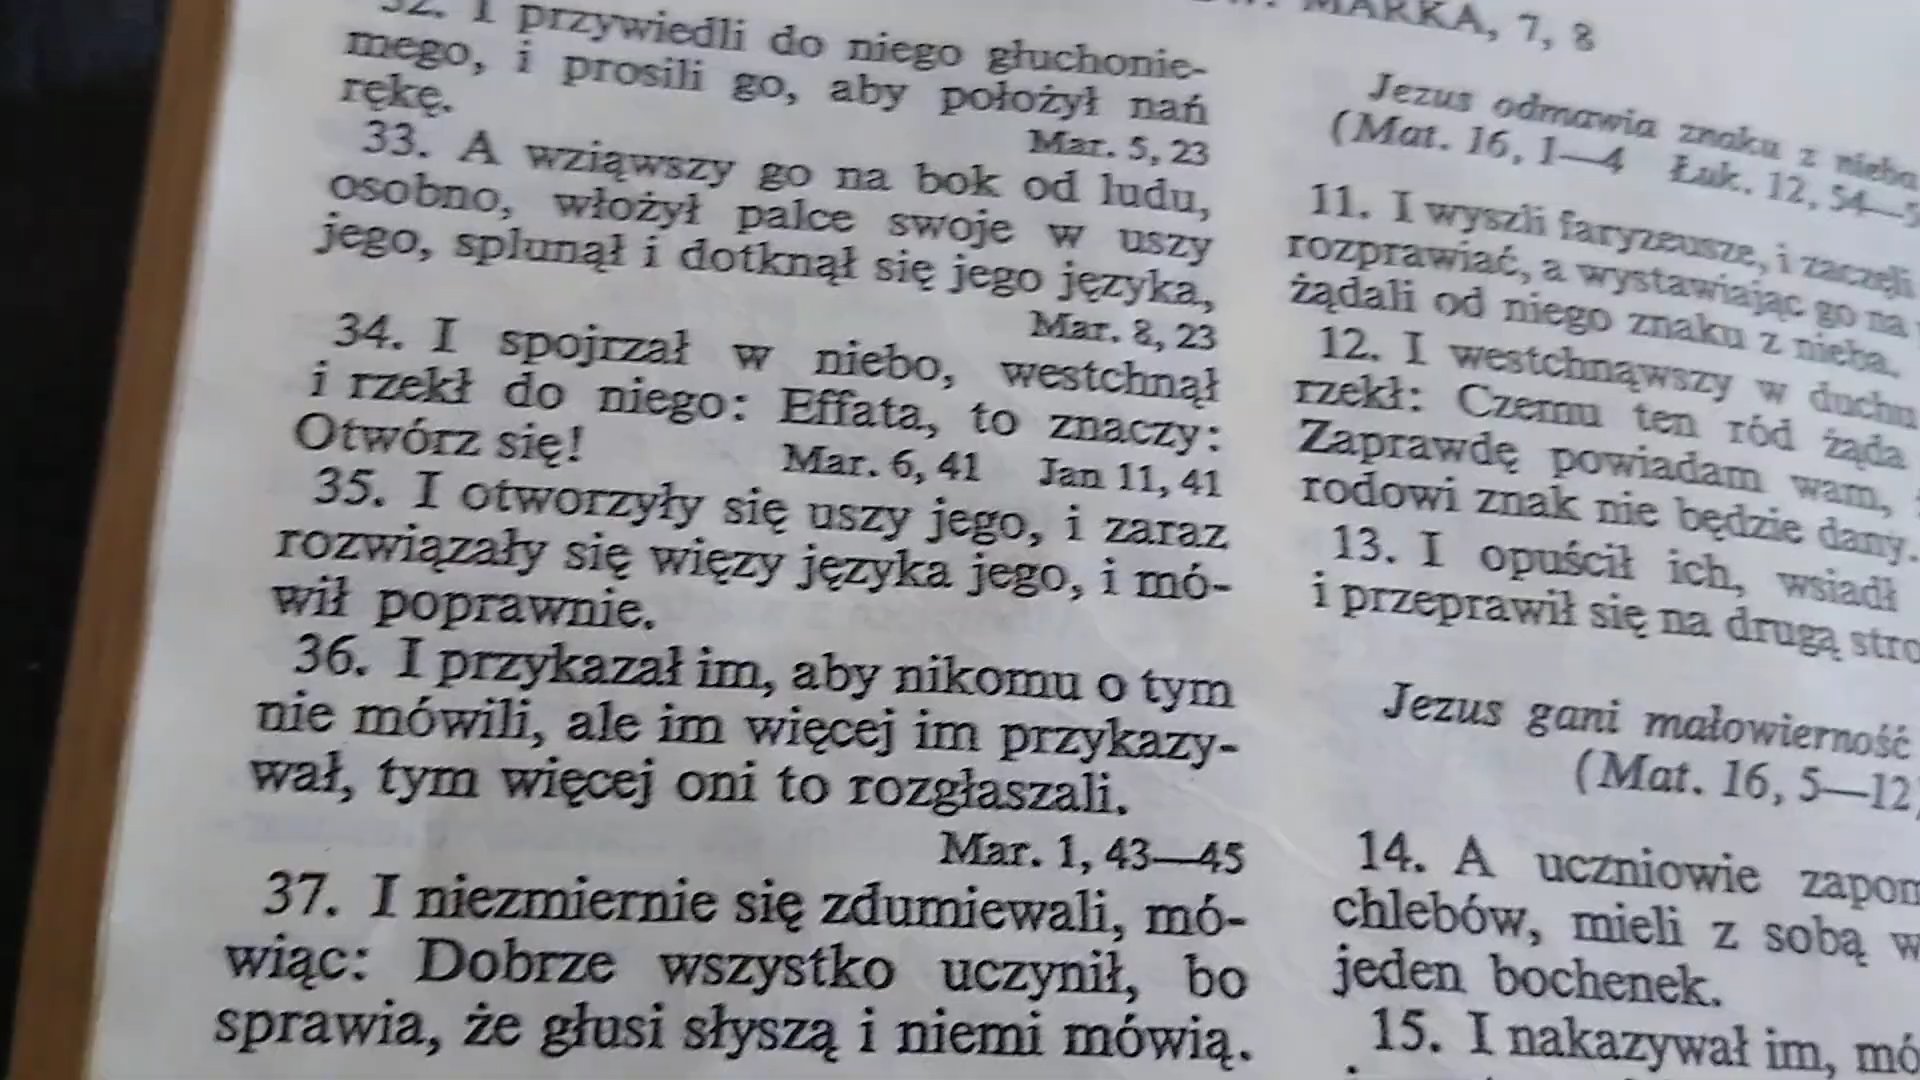 MARKA, 7, 8
32. I przywiedli do niego głuchonie-
mego, i prosili go, aby położył nań
rękę.
Mar. 5, 23
33. A wziąwszy go na bok od ludu,
osobno, włożył palce swoje w uszy
jego, splunął i dotknął się jego języka,
Mar. 8, 23
34. I spojrzał w niebo, westchnął
i rzekł do niego: Effata, to znaczy:
Otwórz się!
Mar. 6, 41 Jan 11, 41
35. I otworzyły się uszy jego, i zaraz
rozwiązały się więzy języka jego, i mó-
wił poprawnie.
36. I przykazał im, aby nikomu o tym
nie mówili, ale im więcej im przykazy-
wał, tym więcej oni to rozgłaszali.
Mar. 1, 43—45
37. I niezmiernie się zdumiewali, mó-
wiąc: Dobrze wszystko uczynił, bo
sprawia, że głusi słyszą i niemi mówią.
Jezus odmawia znaku z nieba
(Mat. 16, 1—4 Łuk. 12, 54—5
11. I wyszli faryzeusze, i zaczęli
rozprawiać, a wystawiając go na
żądali od niego znaku z nieba.
12. I westchnąwszy w duchu
rzekł: Czemu ten ród żąda
Zaprawdę powiadam wam,
rodowi znak nie będzie dany.
13. I opuścił ich, wsiadł
i przeprawił się na drugą stro
Jezus gani małowierność
(Mat. 16, 5—12)
14. A uczniowie zapom
chlebów, mieli z sobą w
jeden bochenek.
15. I nakazywał im, mó